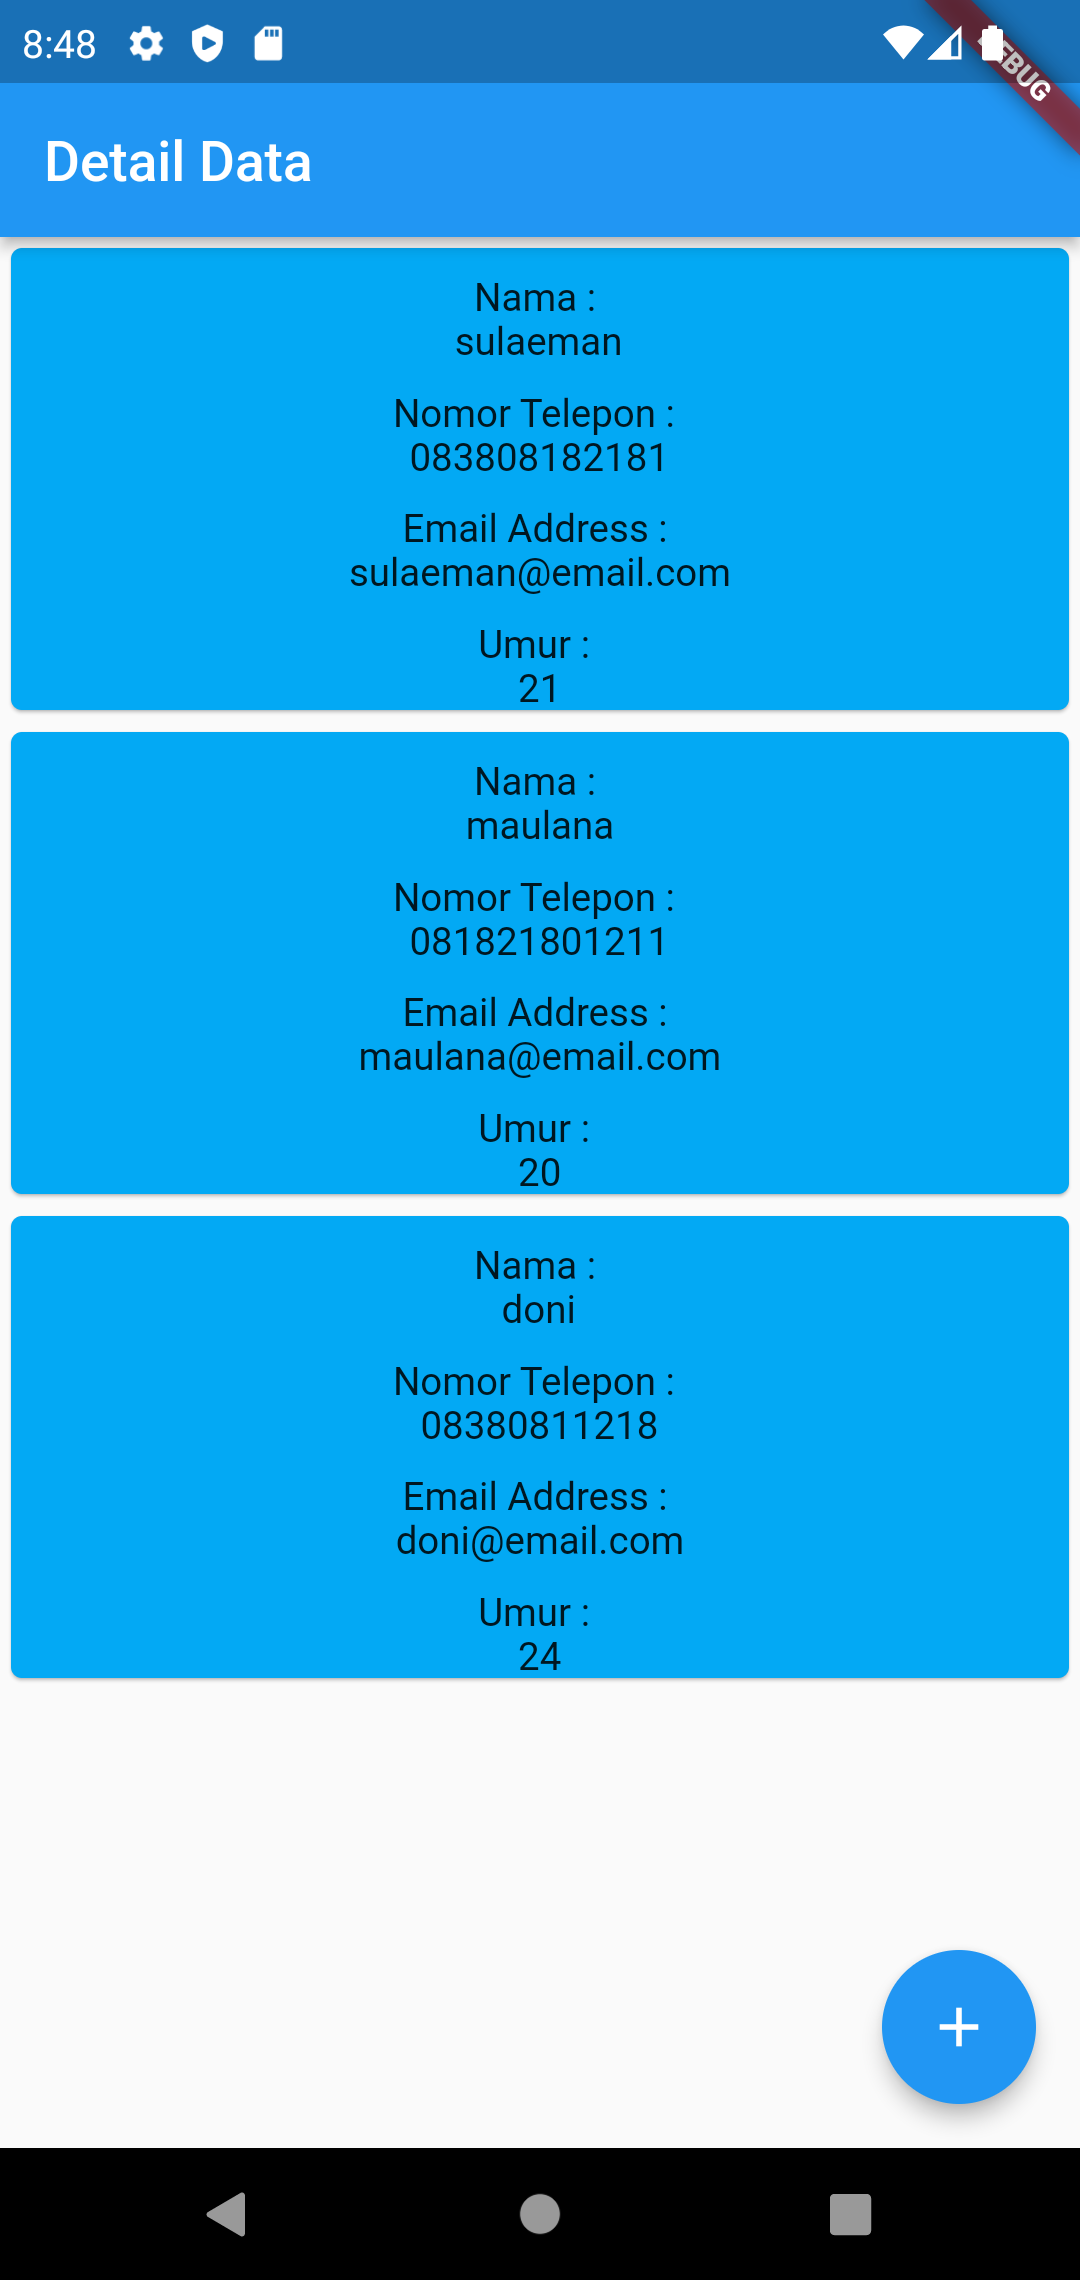 8:48
DEBUG
Detail Data
Nama :
sulaeman
Nomor Telepon :
083808182181
Email Address :
sulaeman@email.com
Umur :
21
Nama :
maulana
Nomor Telepon :
081821801211
Email Address :
maulana@email.com
Umur :
20
Nama :
doni
Nomor Telepon :
08380811218
Email Address :
doni@email.com
Umur :
24